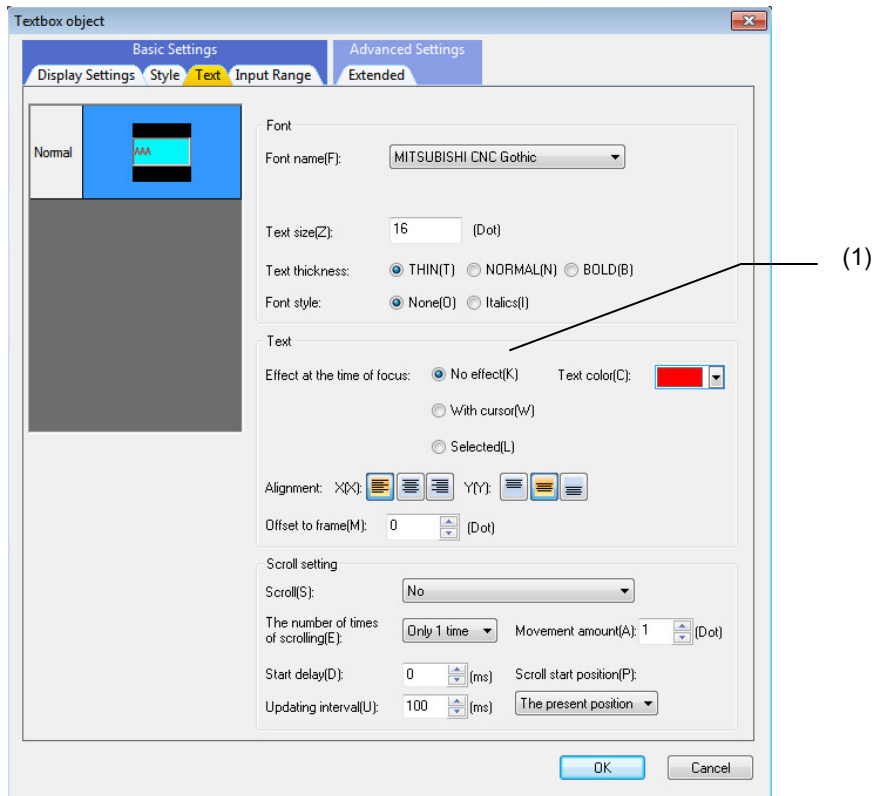 Textbox object
Basic Settings Advanced Settings
Display Settings Style Text Input Range Extended
Normal AAA
Font
Font name(F): MITSUBISHI CNC Gothic
Text size(Z): 16 (Dot)
Text thickness: THIN(T) NORMAL(N) BOLD(B)
Font style: None(O) Italics(I)
(1)
Text
Effect at the time of focus: No effect(K) Text color(C):
With cursor(W)
Selected(L)
Alignment: X(X): Y(Y):
Offset to frame(M): 0 (Dot)
Scroll setting
Scroll(S): No
The number of times
of scrolling(E): Only 1 time Movement amount(A): 1 (Dot)
Start delay(D): 0 (ms) Scroll start position(P):
Updating interval(U): 100 (ms) The present position
OK Cancel